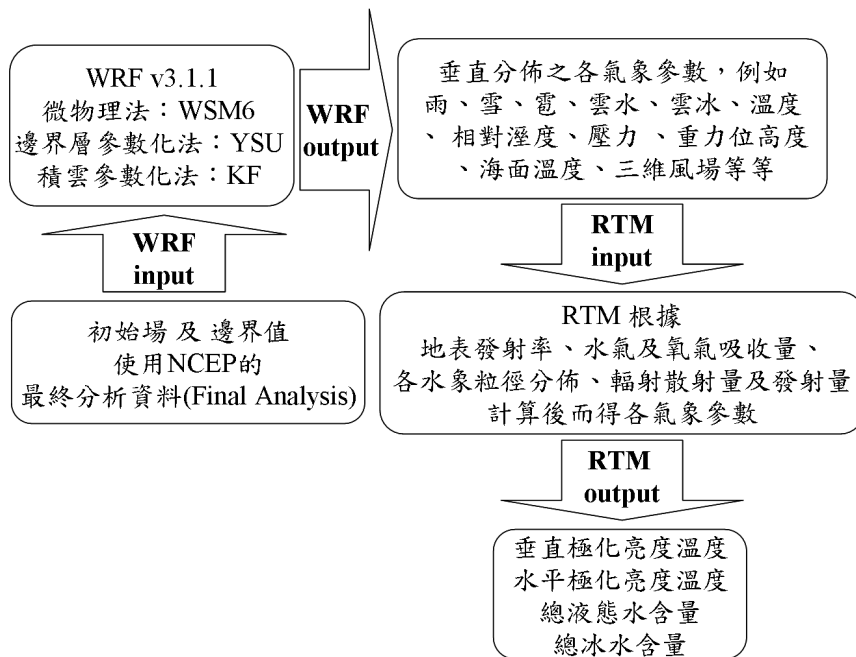 初始場 及 邊界值
使用NCEP的
最終分析資料(Final Analysis)
WRF
input
WRF v3.1.1
微物理法：WSM6
邊界層參數化法：YSU
積雲參數化法：KF
WRF
output
垂直分佈之各氣象參數，例如
雨、雪、雹、雲水、雲冰、溫度
、相對溼度、壓力 、重力位高度
、海面溫度、三維風場等等
RTM
input
RTM 根據
地表發射率、水氣及氧氣吸收量、
各水象粒徑分佈、輻射散射量及發射量
計算後而得各氣象參數
RTM
output
垂直極化亮度溫度
水平極化亮度溫度
總液態水含量
總冰水含量